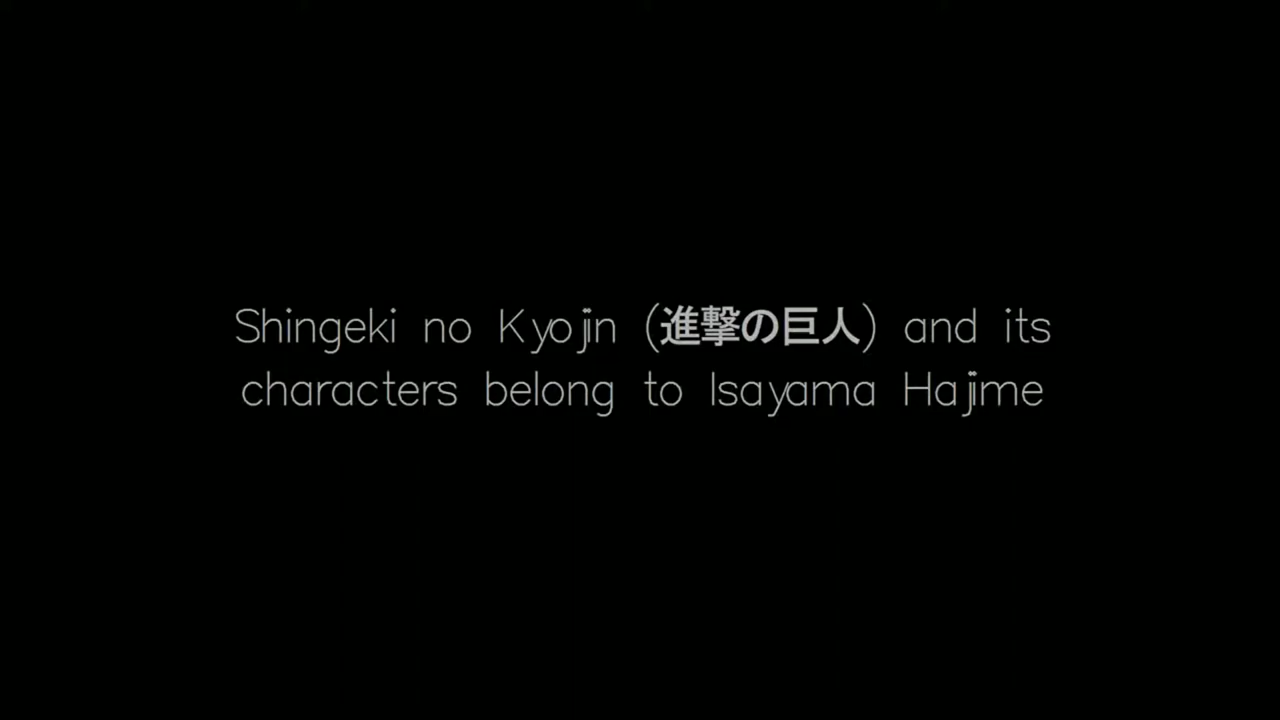 Shingeki no Kyojin (進撃の巨人) and its
characters belong to Isayama Hajime